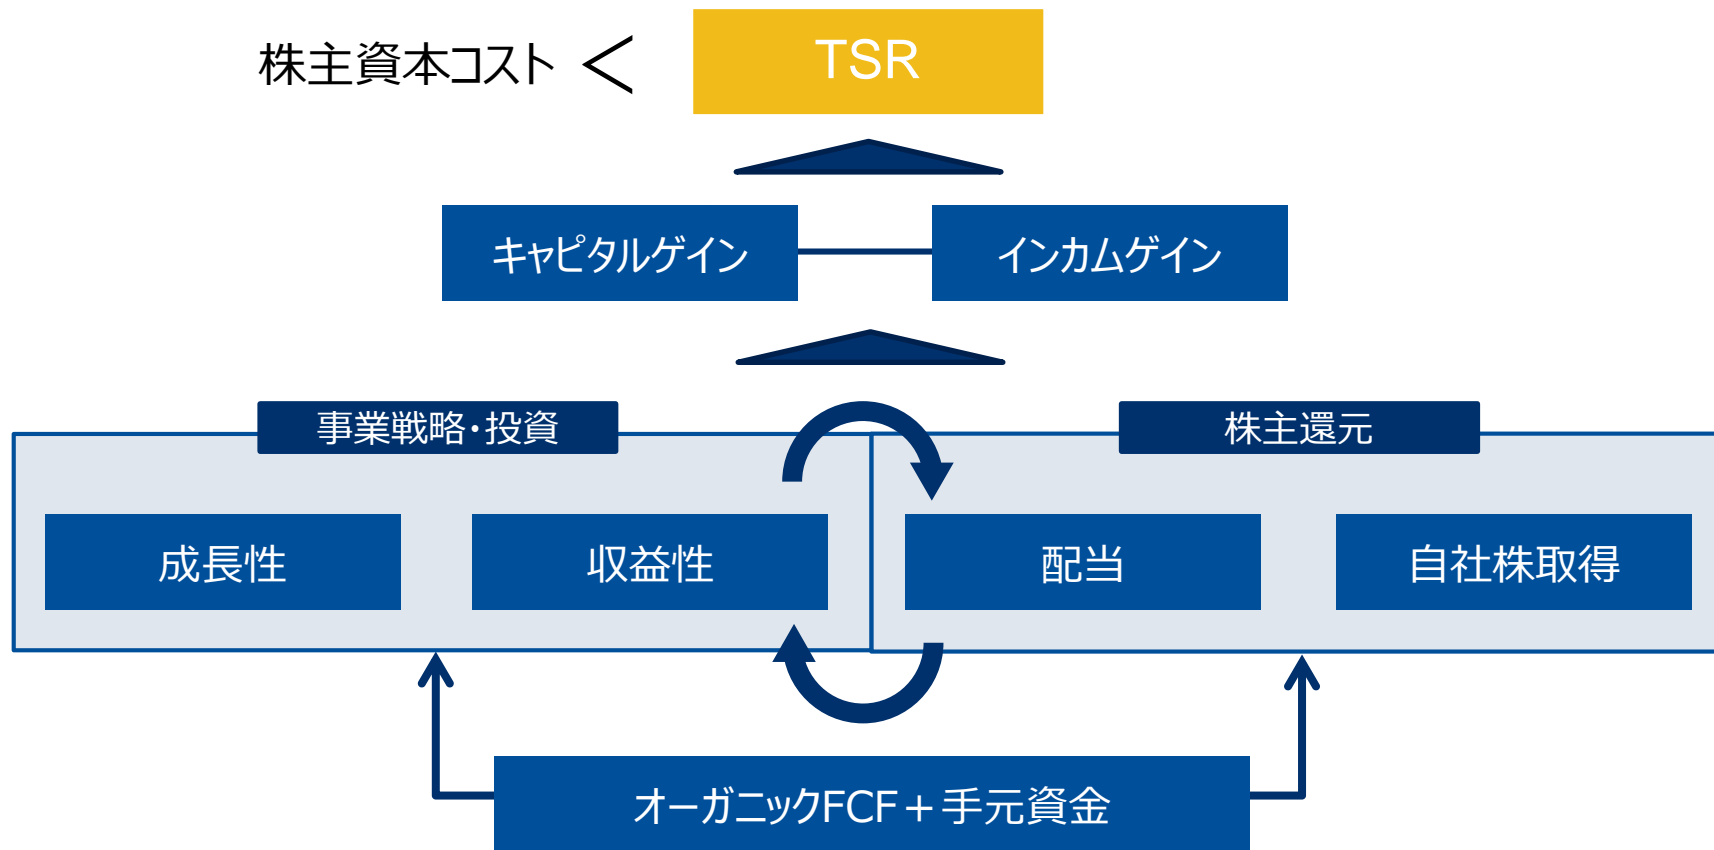 株主資本コスト <
TSR
キャピタルゲイン
インカムゲイン
事業戦略・投資
株主還元
成長性
収益性
配当
自社株取得
オーガニックFCF+手元資金